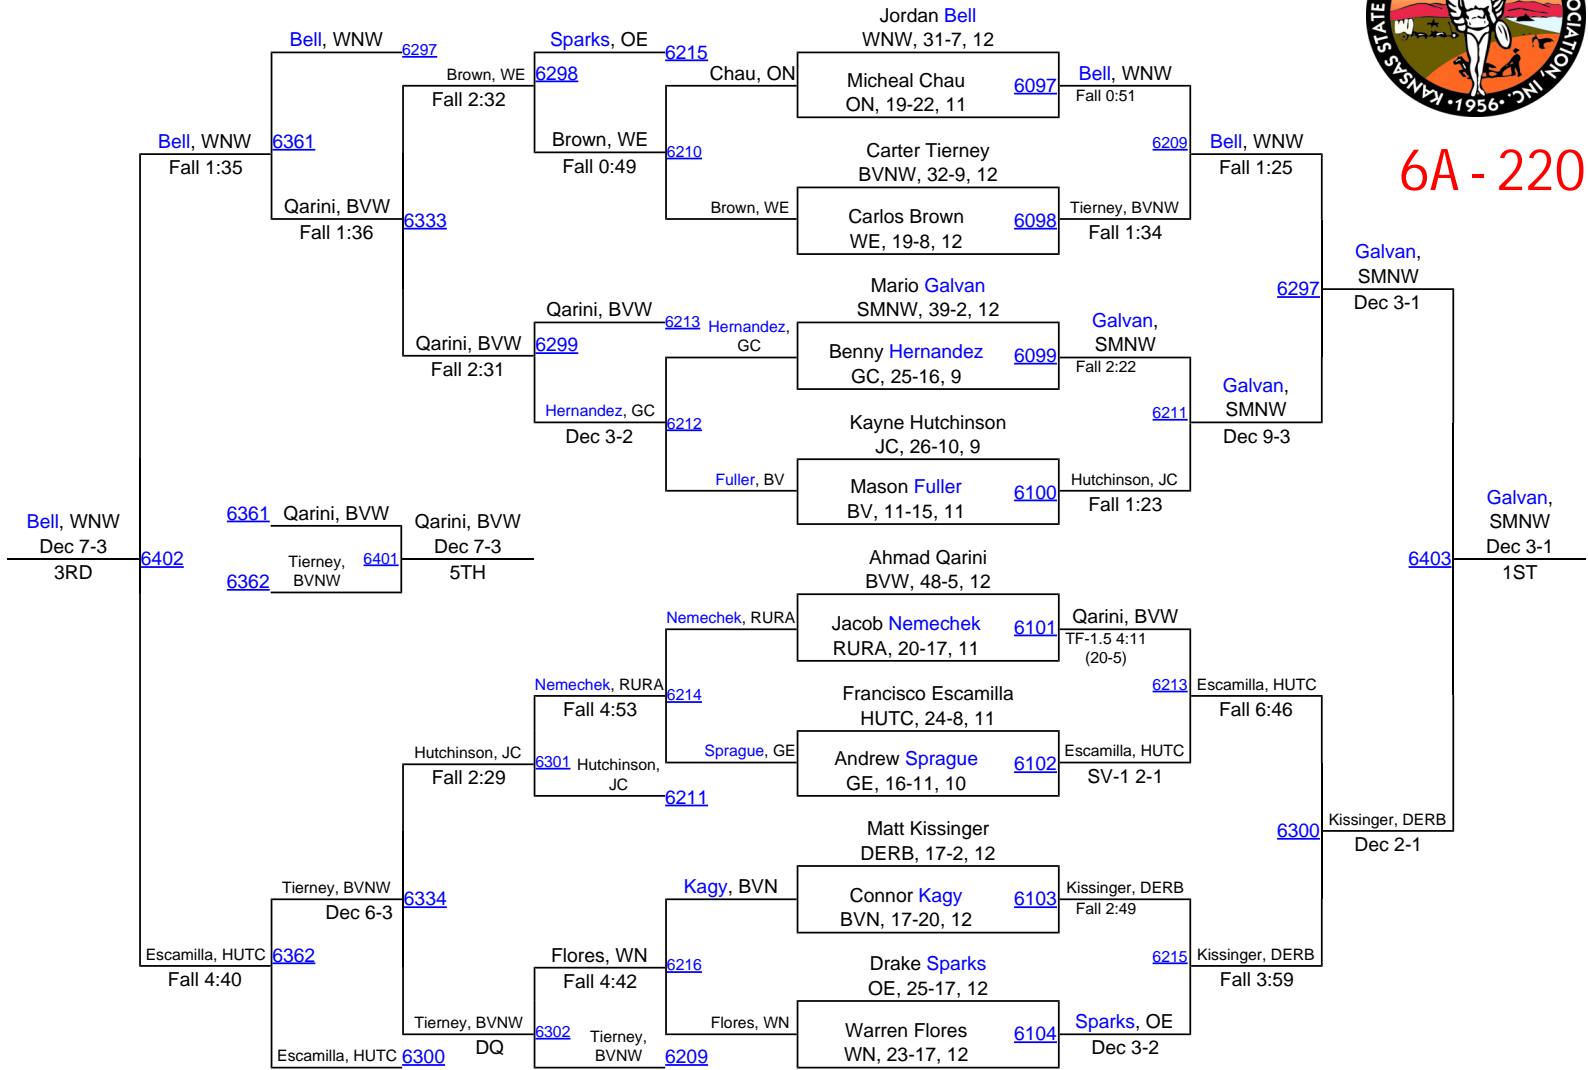 KANSAS STATE
OCIATION, INC.
·1956·
6A - 220
Jordan Bell
WNW, 31-7, 12
Micheal Chau
ON, 19-22, 11
6097
Carter Tierney
BVNW, 32-9, 12
Carlos Brown
WE, 19-8, 12
6098
Mario Galvan
SMNW, 39-2, 12
Benny Hernandez
GC, 25-16, 9
6099
Kayne Hutchinson
JC, 26-10, 9
Mason Fuller
BV, 11-15, 11
6100
Ahmad Qarini
BVW, 48-5, 12
Jacob Nemechek
RURA, 20-17, 11
6101
Francisco Escamilla
HUTC, 24-8, 11
Andrew Sprague
GE, 16-11, 10
6102
Matt Kissinger
DERB, 17-2, 12
Connor Kagy
BVN, 17-20, 12
6103
Drake Sparks
OE, 25-17, 12
Warren Flores
WN, 23-17, 12
6104
Bell, WNW
Fall 0:51
6209
Tierney, BVNW
Fall 1:34
Galvan,
SMNW
Fall 2:22
6211
Hutchinson, JC
Fall 1:23
Qarini, BVW
TF-1.5 4:11
(20-5)
6213
Escamilla, HUTC
SV-1 2-1
Kissinger, DERB
Fall 2:49
6215
Sparks, OE
Dec 3-2
Bell, WNW
Fall 1:25
6297
Galvan,
SMNW
Dec 9-3
Escamilla, HUTC
Fall 6:46
6300
Kissinger, DERB
Fall 3:59
Galvan,
SMNW
Dec 3-1
6403
Kissinger, DERB
Dec 2-1
Galvan,
SMNW
Dec 3-1
1ST
Chau, ON
6210
Brown, WE
Hernandez,
GC
6212
Fuller, BV
Nemechek, RURA
6214
Sprague, GE
Kagy, BVN
6216
Flores, WN
Sparks, OE
6215
6298
Brown, WE
Fall 0:49
Qarini, BVW
6213
6299
Hernandez, GC
Dec 3-2
Nemechek, RURA
Fall 4:53
6301
Hutchinson,
JC
6211
Flores, WN
Fall 4:42
6302
Tierney,
BVNW
6209
Brown, WE
Fall 2:32
6333
Qarini, BVW
Fall 2:31
Hutchinson, JC
Fall 2:29
6334
Tierney, BVNW
DQ
Bell, WNW
6297
6361
Qarini, BVW
Fall 1:36
Tierney, BVNW
Dec 6-3
6362
Escamilla, HUTC
6300
Bell, WNW
Fall 1:35
6402
Escamilla, HUTC
Fall 4:40
Bell, WNW
Dec 7-3
3RD
6361
Qarini, BVW
6401
6362
Tierney,
BVNW
Qarini, BVW
Dec 7-3
5TH